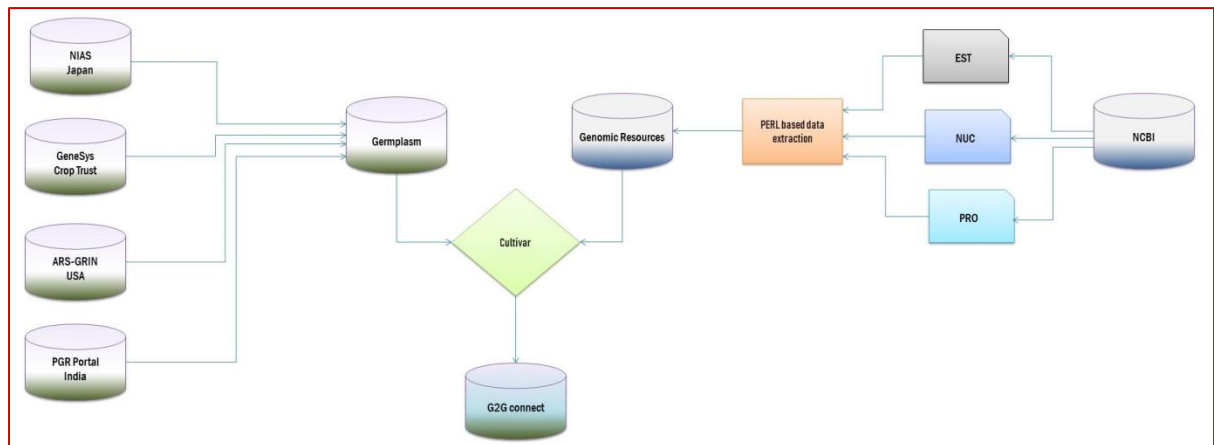 NIAS
Japan
GeneSys
Crop Trust
ARS-GRIN
USA
PGR Portal
India
Germplasm
Cultivar
G2G connect
Genomic Resources
PERL based data
extraction
EST
NUC
PRO
NCBI